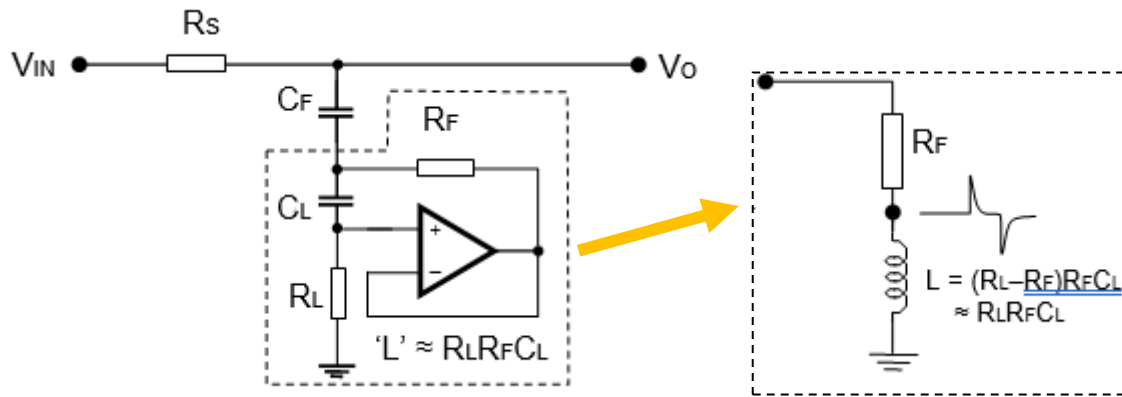 RS
VIN
VO
CF
RF
CL
+
−
RL
'L' ≈ RLRFCL
RF
L = (RL–RF)RFCL
≈ RLRFCL